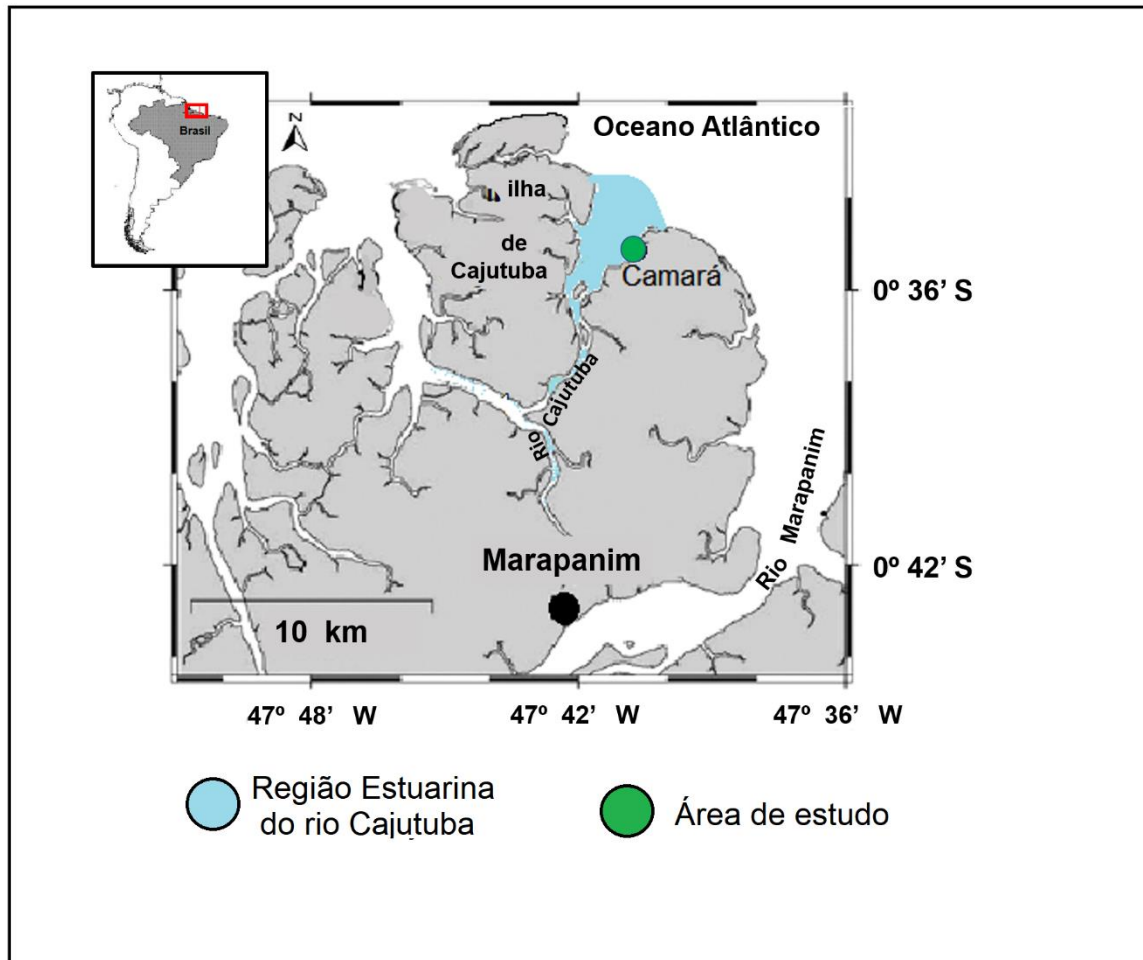 Brasil
N
Oceano Atlântico
ilha
de
Cajutuba
Camará
0º 36’ S
Rio Cajutuba
Rio Marapanim
Marapanim
0º 42’ S
10 km
47º 48’ W
47º 42’ W
47º 36’ W
Região Estuarina
do rio Cajutuba
Área de estudo